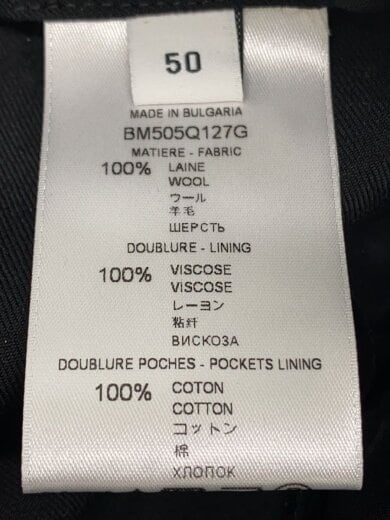 50
MADE IN BULGARIA
BM505Q127G
MATIERE - FABRIC
100% LAINE
WOOL
ウール
羊毛
ШЕРСТЬ
DOUBLURE - LINING
100% VISCOSE
VISCOSE
レーヨン
粘纤
ВИСКОЗА
DOUBLURE POCHES - POCKETS LINING
100% COTON
COTTON
コットン
棉
ХЛОПОК